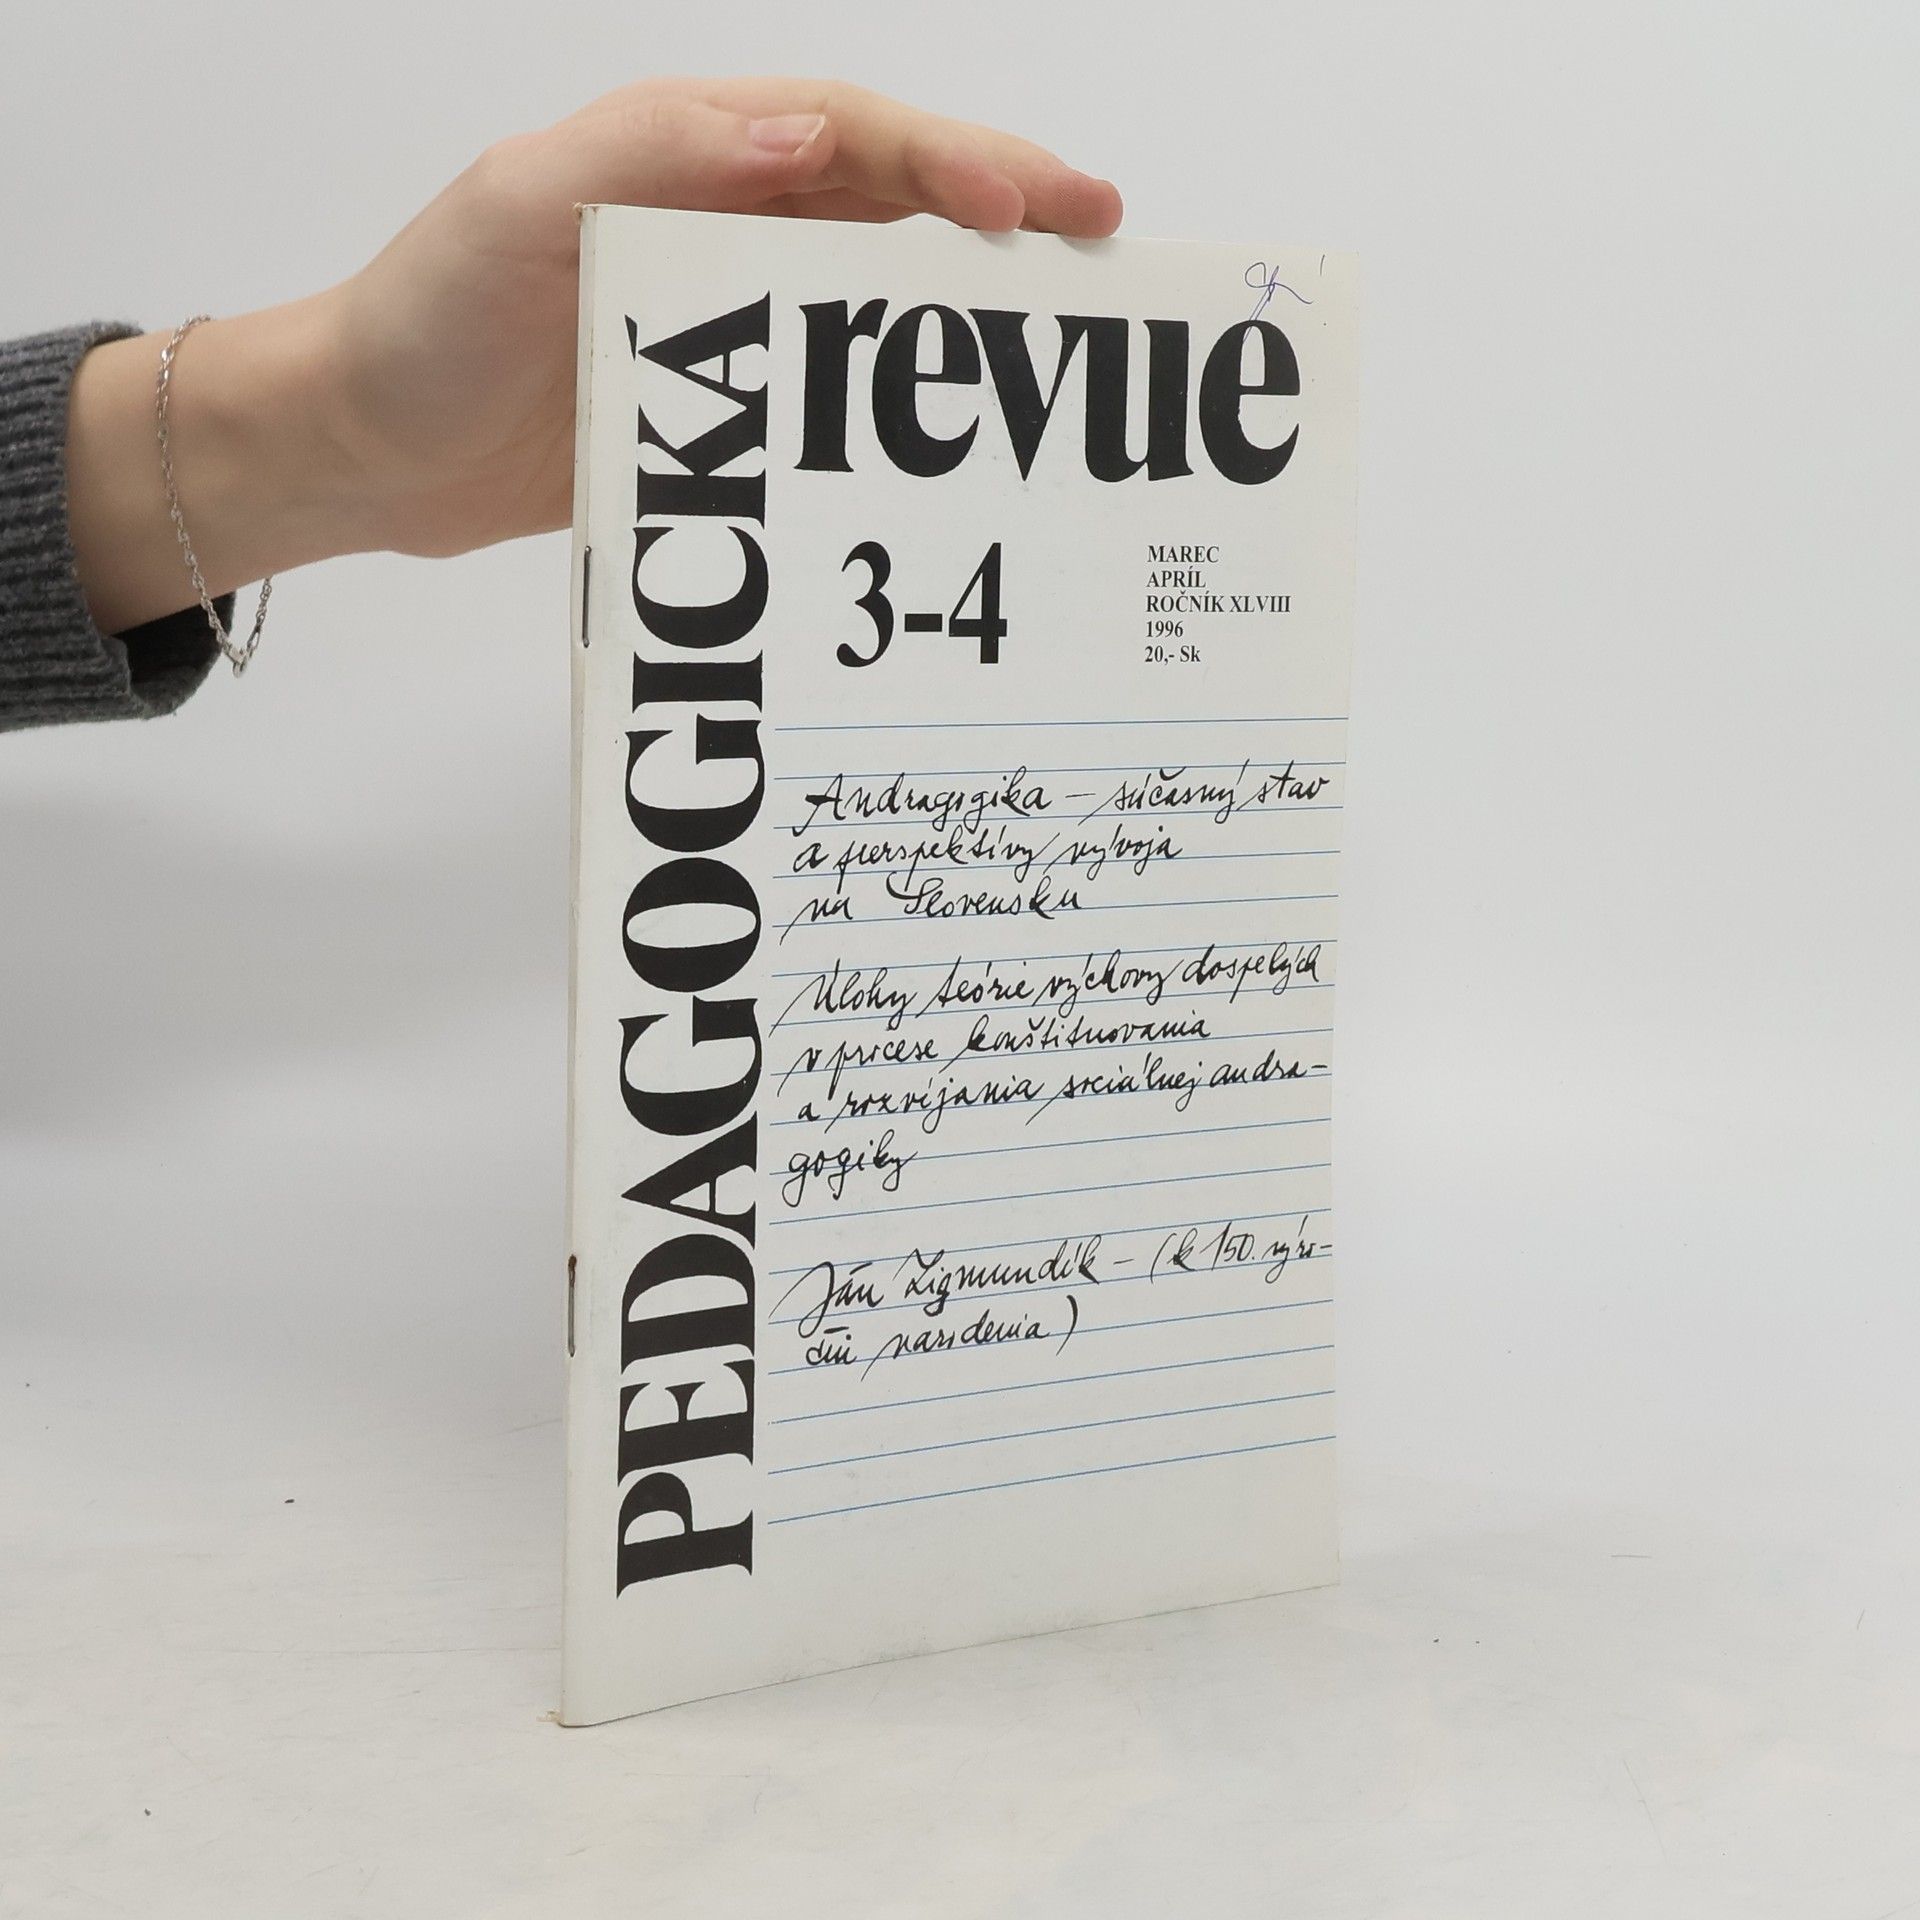 PEDAGOGICKÁ
revue
3-4
MAREC
APRÍL
ROČNÍK XLVIII
1996
20,- Sk
Andragogika – súčasný stav
a perspektívy vývoja
na Slovensku
Úlohy teórie výchovy dospelých
v procese konštituovania
a rozvíjania sociálnej andra-
gogiky
Ján Žigmundík – (k 150. výro-
čiu narodenia)